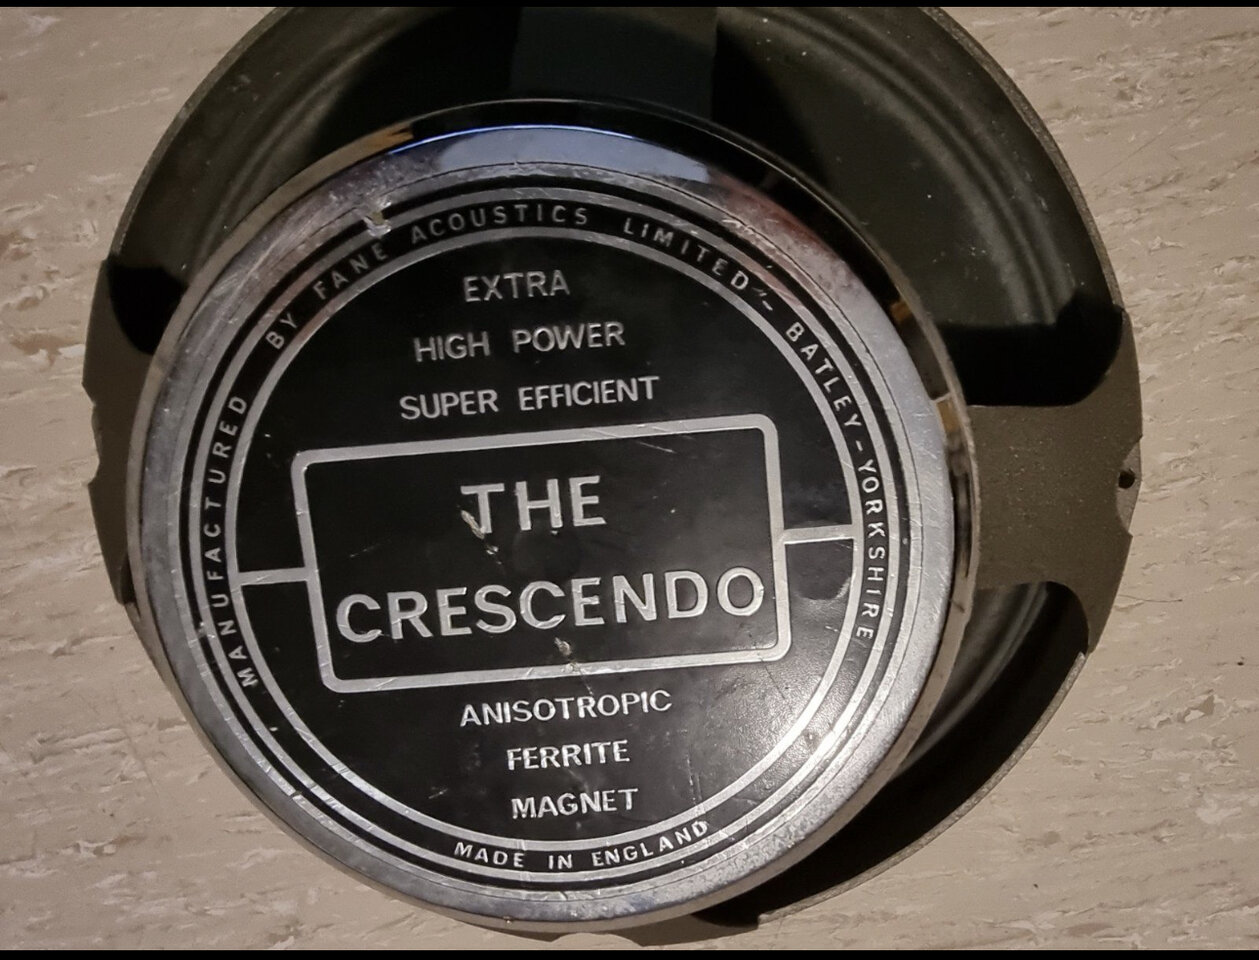 MANUFACTURED BY FANE ACOUSTICS LIMITED - BATLEY - YORKSHIRE
EXTRA
HIGH POWER
SUPER EFFICIENT
THE
CRESCENDO
ANISOTROPIC
FERRITE
MAGNET
MADE IN ENGLAND